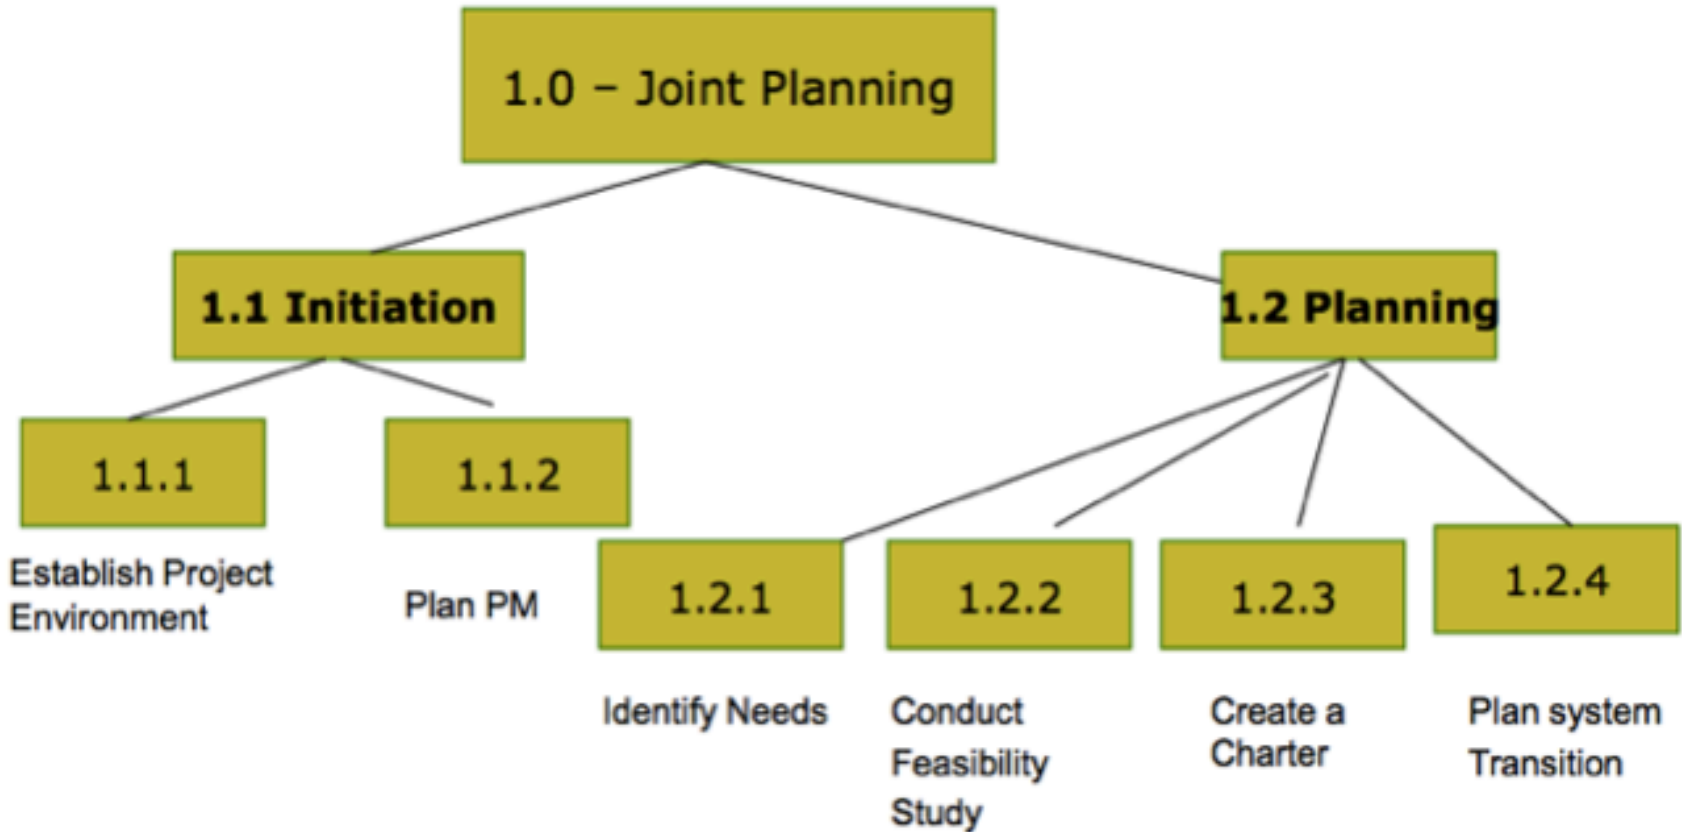 1.0 – Joint Planning
1.1 Initiation
1.2 Planning
1.1.1
1.1.2
Establish Project
Environment
Plan PM
1.2.1
1.2.2
1.2.3
1.2.4
Identify Needs
Conduct
Feasibility
Study
Create a
Charter
Plan system
Transition